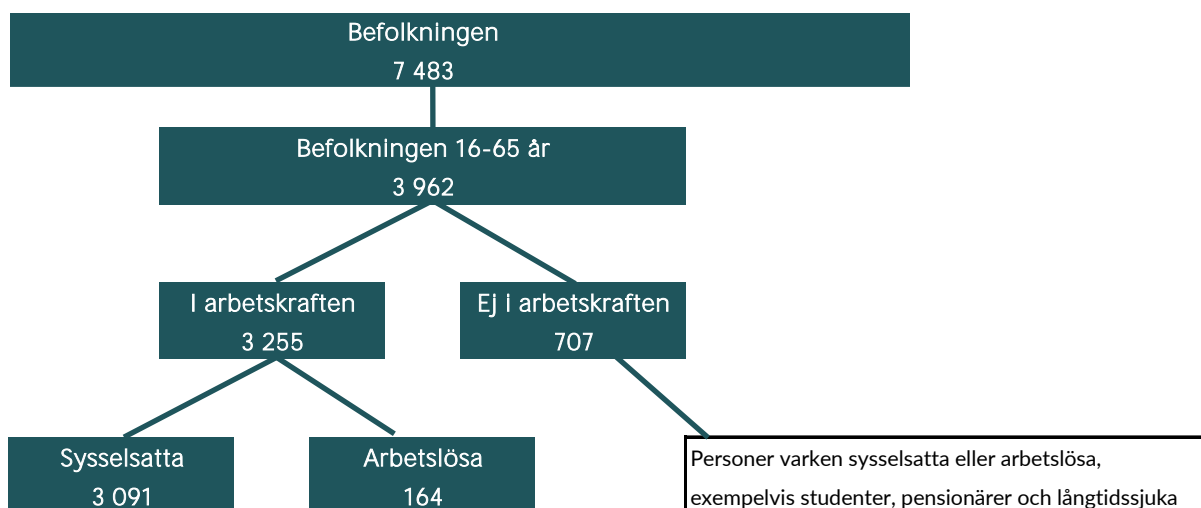 Befolkningen
7 483
Befolkningen 16-65 år
3 962
I arbetskraften
3 255
Ej i arbetskraften
707
Sysselsatta
3 091
Arbetslösa
164
Personer varken sysselsatta eller arbetslösa,
exempelvis studenter, pensionärer och långtidssjuka